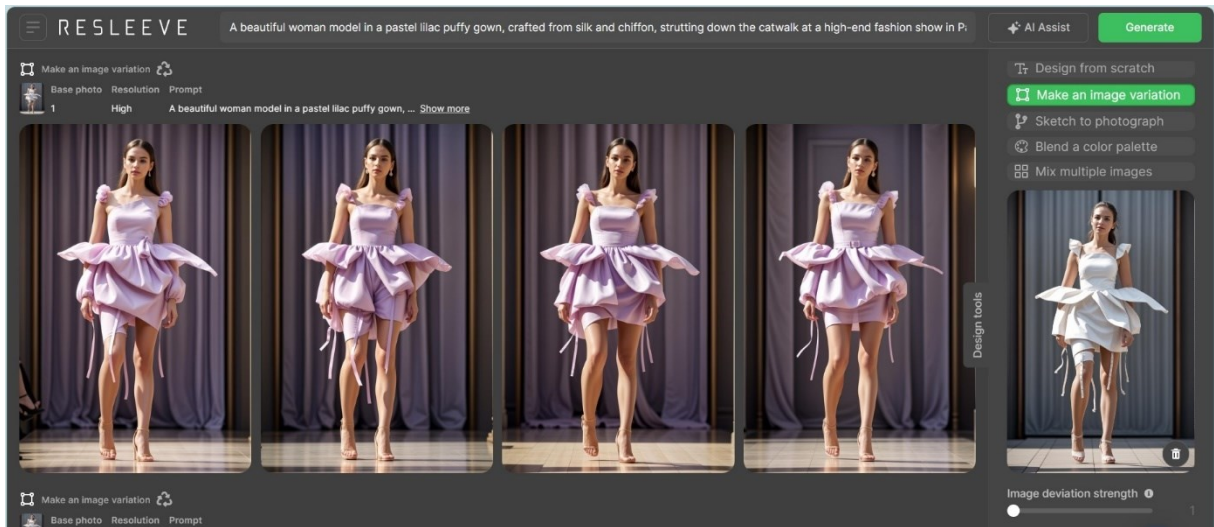 RESLEEVE
A beautiful woman model in a pastel lilac puffy gown, crafted from silk and chiffon, strutting down the catwalk at a high-end fashion show in P
AI Assist
Generate
Make an image variation
Base photo Resolution Prompt
1 High A beautiful woman model in a pastel lilac puffy gown, ... Show more
Design from scratch
Make an image variation
Sketch to photograph
Blend a color palette
Mix multiple images
Design tools
Image deviation strength
1
Make an image variation
Base photo Resolution Prompt